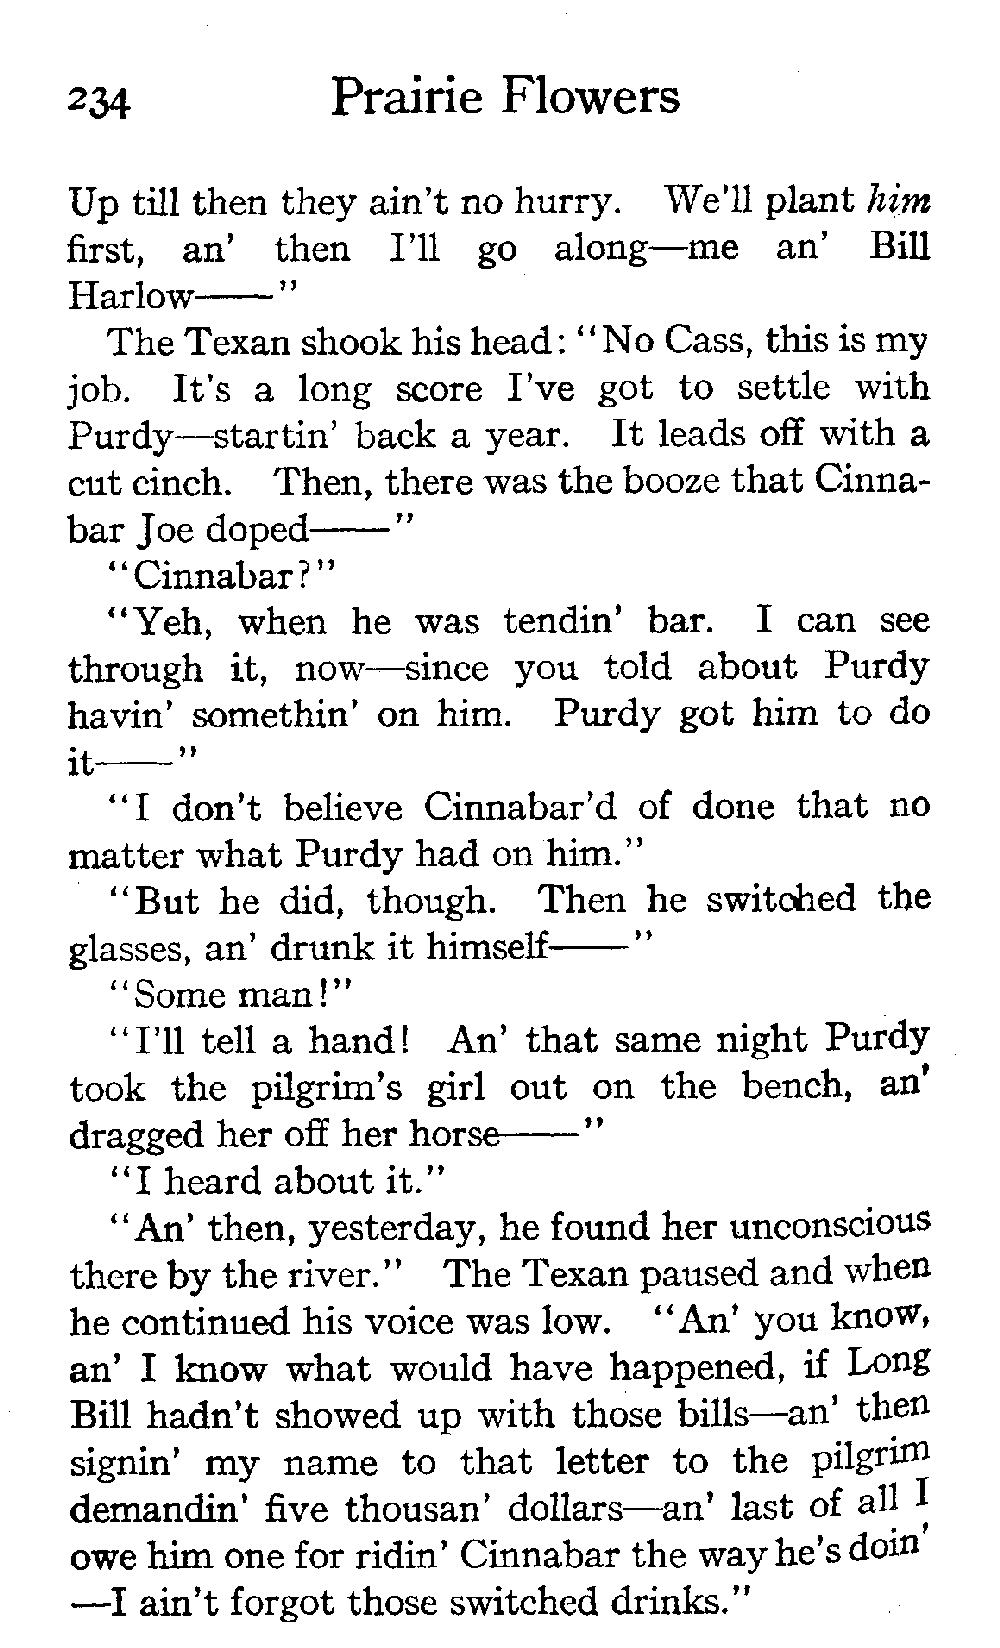 234 Prairie Flowers
Up till then they ain't no hurry. We'll plant him
first, an' then I'll go along—me an' Bill
Harlow——"
The Texan shook his head: "No Cass, this is my
job. It's a long score I've got to settle with
Purdy—startin' back a year. It leads off with a
cut cinch. Then, there was the booze that Cinna-
bar Joe doped——"
"Cinnabar?"
"Yeh, when he was tendin' bar. I can see
through it, now—since you told about Purdy
havin' somethin' on him. Purdy got him to do
it——"
"I don't believe Cinnabar'd of done that no
matter what Purdy had on him."
"But he did, though. Then he switched the
glasses, an' drunk it himself——"
"Some man!"
"I'll tell a hand! An' that same night Purdy
took the pilgrim's girl out on the bench, an'
dragged her off her horse——"
"I heard about it."
"An' then, yesterday, he found her unconscious
there by the river." The Texan paused and when
he continued his voice was low. "An' you know,
an' I know what would have happened, if Long
Bill hadn't showed up with those bills—an' then
signin' my name to that letter to the pilgrim
demandin' five thousan' dollars—an' last of all I
owe him one for ridin' Cinnabar the way he's doin'
—I ain't forgot those switched drinks."